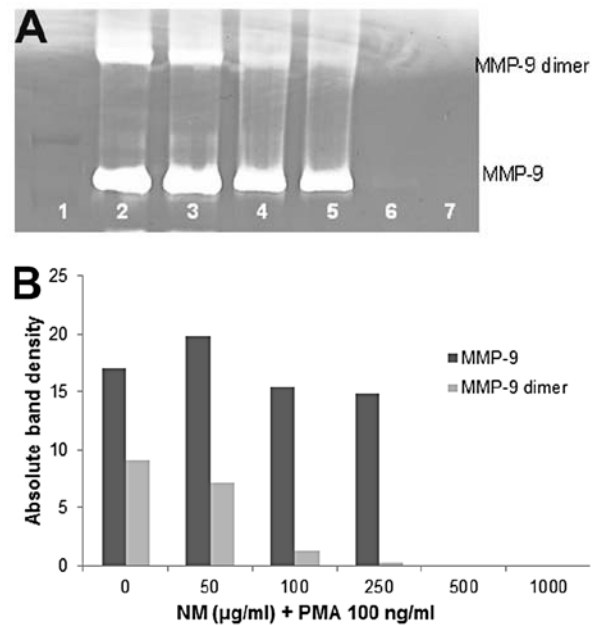 A
MMP-9 dimer
MMP-9
1 2 3 4 5 6 7
B
25
20
15
10
5
0
Absolute band density
MMP-9
MMP-9 dimer
0 50 100 250 500 1000
NM (µg/ml) + PMA 100 ng/ml